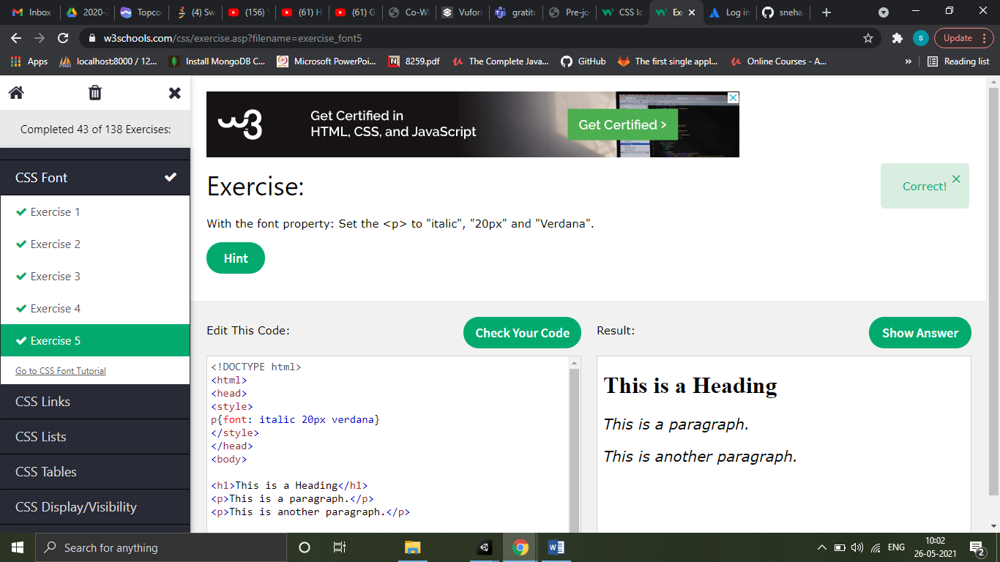 Inbox
2020-
Topco
(4) Sw
(156) Y
(61) H
(61) G
Co-W
Vufori
gratitu
Pre-jo
CSS Ic
Exe
Log in
sneha
w3schools.com/css/exercise.asp?filename=exercise_font5
s
Update
Apps
localhost:8000 / 12...
Install MongoDB C...
Microsoft PowerPoi...
8259.pdf
The Complete Java...
GitHub
The first single appl...
Online Courses - A...
»
Reading list
Completed 43 of 138 Exercises:
CSS Font
Exercise 1
Exercise 2
Exercise 3
Exercise 4
Exercise 5
Go to CSS Font Tutorial
CSS Links
CSS Lists
CSS Tables
CSS Display/Visibility
w3
Get Certified in
HTML, CSS, and JavaScript
Get Certified >
Exercise:
Correct!
With the font property: Set the <p> to "italic", "20px" and "Verdana".
Hint
Edit This Code:
Check Your Code
Result:
Show Answer
<!DOCTYPE html>
<html>
<head>
<style>
p{font: italic 20px verdana}
</style>
</head>
<body>
<h1>This is a Heading</h1>
<p>This is a paragraph.</p>
<p>This is another paragraph.</p>
This is a Heading
This is a paragraph.
This is another paragraph.
Search for anything
ENG
10:02
26-05-2021
2